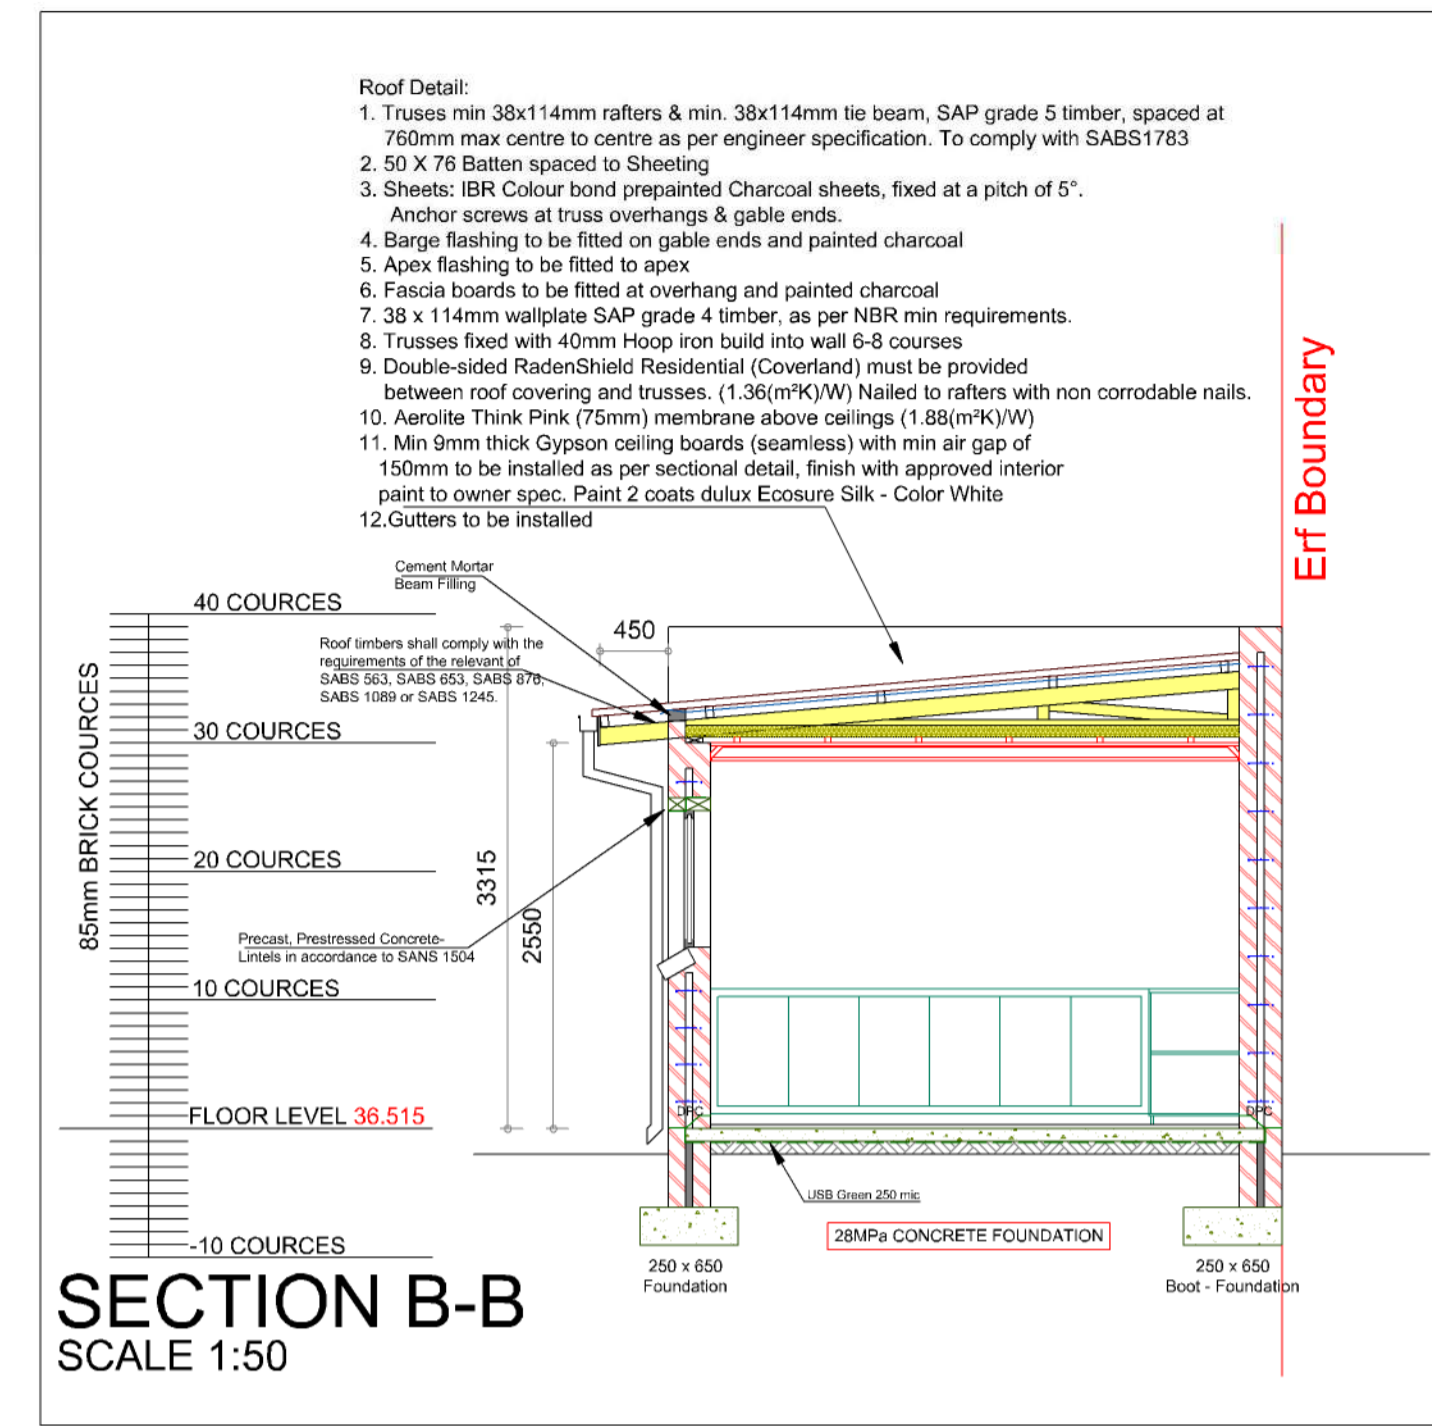 Roof Detail:
1. Truses min 38x114mm rafters & min. 38x114mm tie beam, SAP grade 5 timber, spaced at
760mm max centre to centre as per engineer specification. To comply with SABS1783
2. 50 X 76 Batten spaced to Sheeting
3. Sheets: IBR Colour bond prepainted Charcoal sheets, fixed at a pitch of 5°.
Anchor screws at truss overhangs & gable ends.
4. Barge flashing to be fitted on gable ends and painted charcoal
5. Apex flashing to be fitted to apex
6. Fascia boards to be fitted at overhang and painted charcoal
7. 38 x 114mm wallplate SAP grade 4 timber, as per NBR min requirements.
8. Trusses fixed with 40mm Hoop iron build into wall 6-8 courses
9. Double-sided RadenShield Residential (Coverland) must be provided
between roof covering and trusses. (1.36(m²K)/W) Nailed to rafters with non corrodable nails.
10. Aerolite Think Pink (75mm) membrane above ceilings (1.88(m²K)/W)
11. Min 9mm thick Gypson ceiling boards (seamless) with min air gap of
150mm to be installed as per sectional detail, finish with approved interior
paint to owner spec. Paint 2 coats dulux Ecosure Silk - Color White
12.Gutters to be installed
Erf Boundary
Cement Mortar
Beam Filling
40 COURCES
450
Roof timbers shall comply with the
requirements of the relevant of
SABS 563, SABS 653, SABS 876,
SABS 1089 or SABS 1245.
30 COURCES
85mm BRICK COURCES
20 COURCES
3315
2550
Precast, Prestressed Concrete-
Lintels in accordance to SANS 1504
10 COURCES
DPC
DPC
FLOOR LEVEL 36.515
USB Green 250 mic
28MPa CONCRETE FOUNDATION
-10 COURCES
250 x 650
Foundation
250 x 650
Boot - Foundation
SECTION B-B
SCALE 1:50